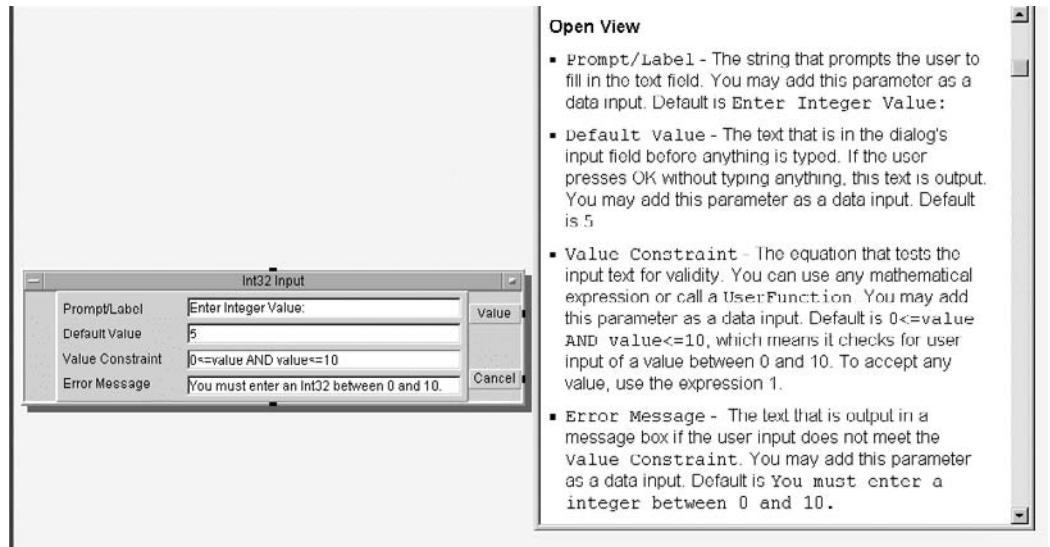 Int32 Input
Prompt/Label
Enter Integer Value:
Value
Default Value
5
Value Constraint
0<=value AND value<=10
Error Message
You must enter an Int32 between 0 and 10.
Cancel
Open View
▪ Prompt/Label - The string that prompts the user to
fill in the text field. You may add this parameter as a
data input. Default is Enter Integer Value:
▪ Default Value - The text that is in the dialog's
input field before anything is typed. If the user
presses OK without typing anything, this text is output.
You may add this parameter as a data input. Default
is 5
▪ Value Constraint - The equation that tests the
input text for validity. You can use any mathematical
expression or call a UserFunction. You may add
this parameter as a data input. Default is 0<=value
AND value<=10, which means it checks for user
input of a value between 0 and 10. To accept any
value, use the expression 1.
▪ Error Message - The text that is output in a
message box if the user input does not meet the
Value Constraint. You may add this parameter
as a data input. Default is You must enter a
integer between 0 and 10.